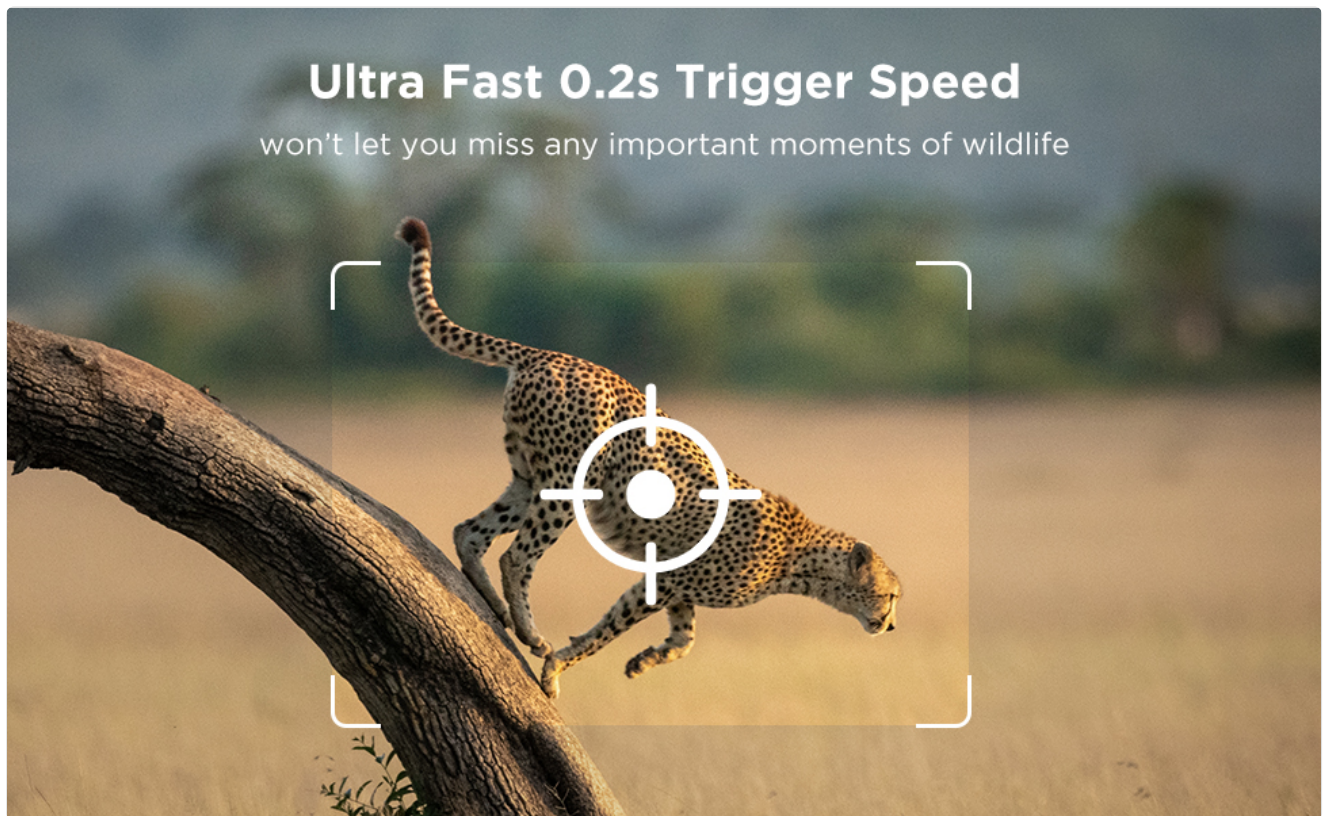 Ultra Fast 0.2s Trigger Speed
won’t let you miss any important moments of wildlife